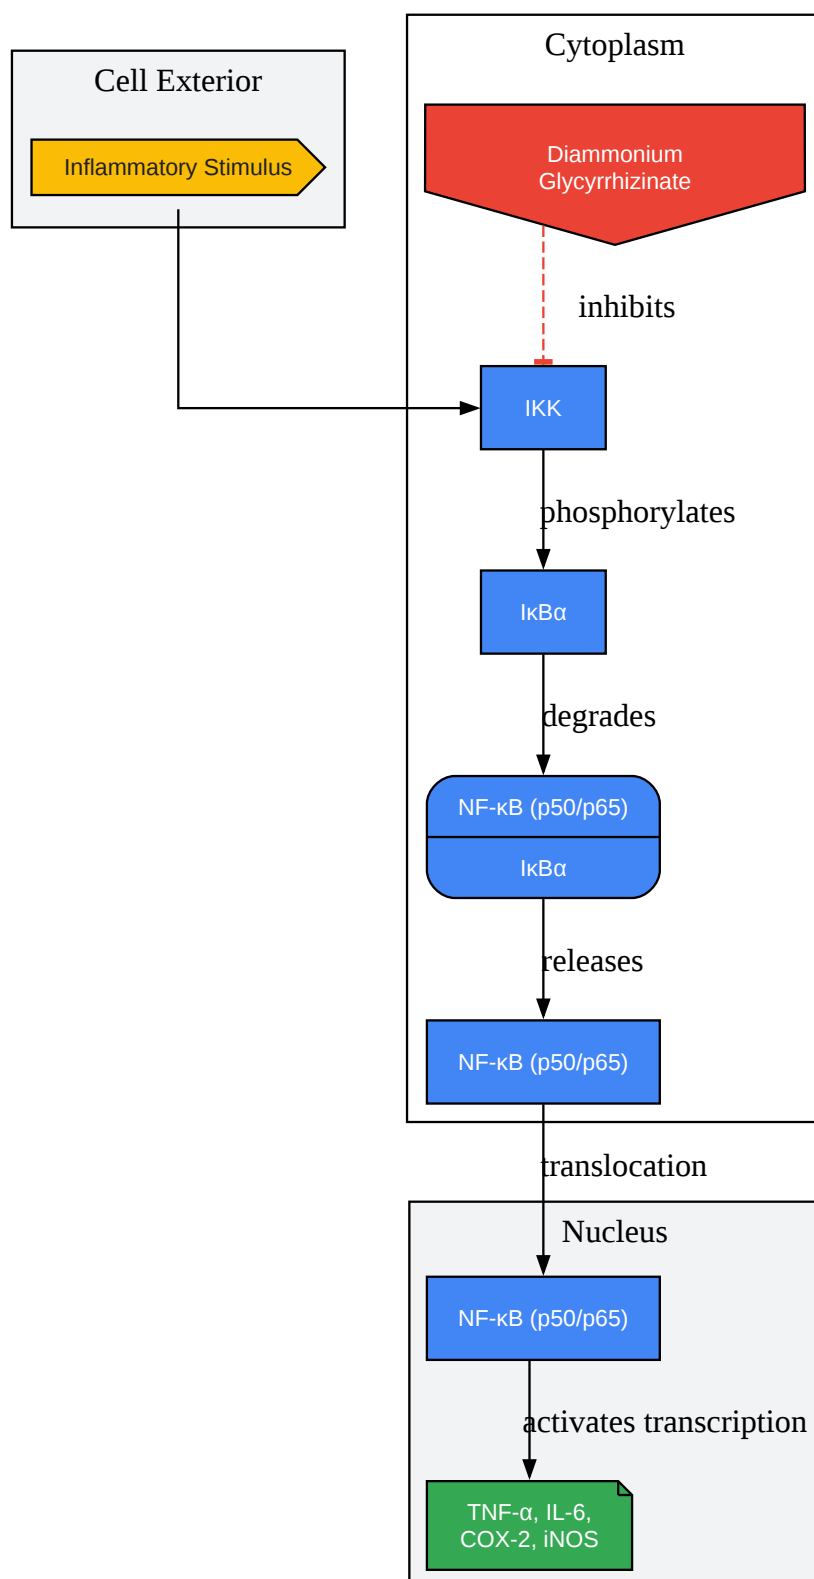 Cell Exterior
Inflammatory Stimulus
Cytoplasm
Diammonium
Glycyrrhizinate
inhibits
IKK
phosphorylates
IκBα
degrades
NF-κB (p50/p65)
IκBα
releases
NF-κB (p50/p65)
translocation
Nucleus
NF-κB (p50/p65)
activates transcription
TNF-α, IL-6,
COX-2, iNOS